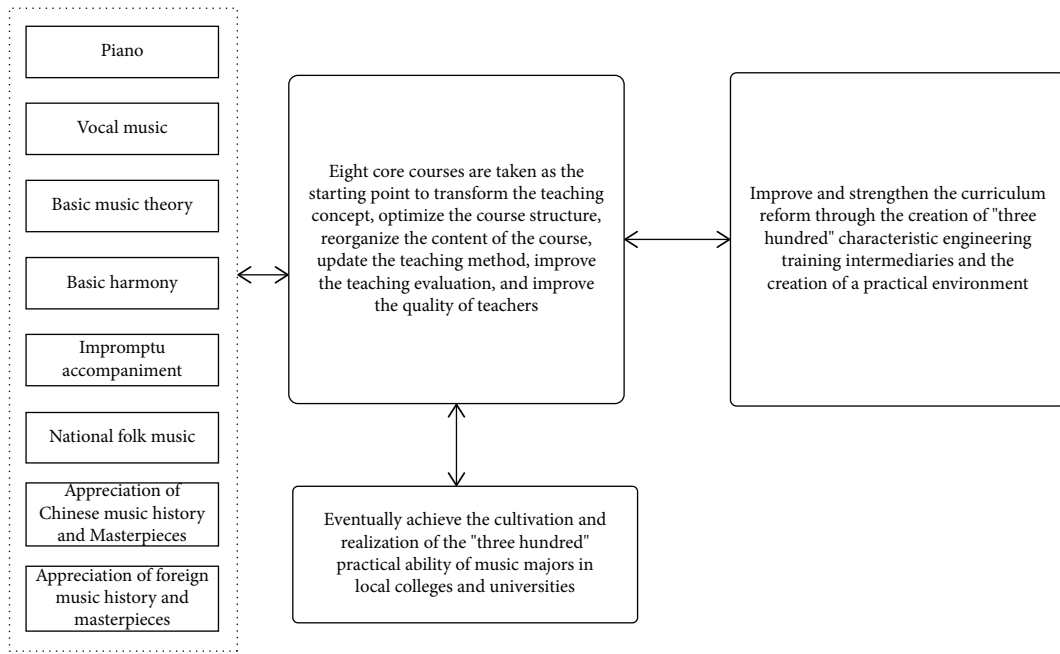 Piano
Vocal music
Basic music theory
Basic harmony
Impromptu
accompaniment
National folk music
Appreciation of
Chinese music history
and Masterpieces
Appreciation of foreign
music history and
masterpieces
Eight core courses are taken as the
starting point to transform the teaching
concept, optimize the course structure,
reorganize the content of the course,
update the teaching method, improve
the teaching evaluation, and improve
the quality of teachers
Eventually achieve the cultivation and
realization of the "three hundred"
practical ability of music majors in
local colleges and universities
Improve and strengthen the curriculum
reform through the creation of "three
hundred" characteristic engineering
training intermediaries and the
creation of a practical environment